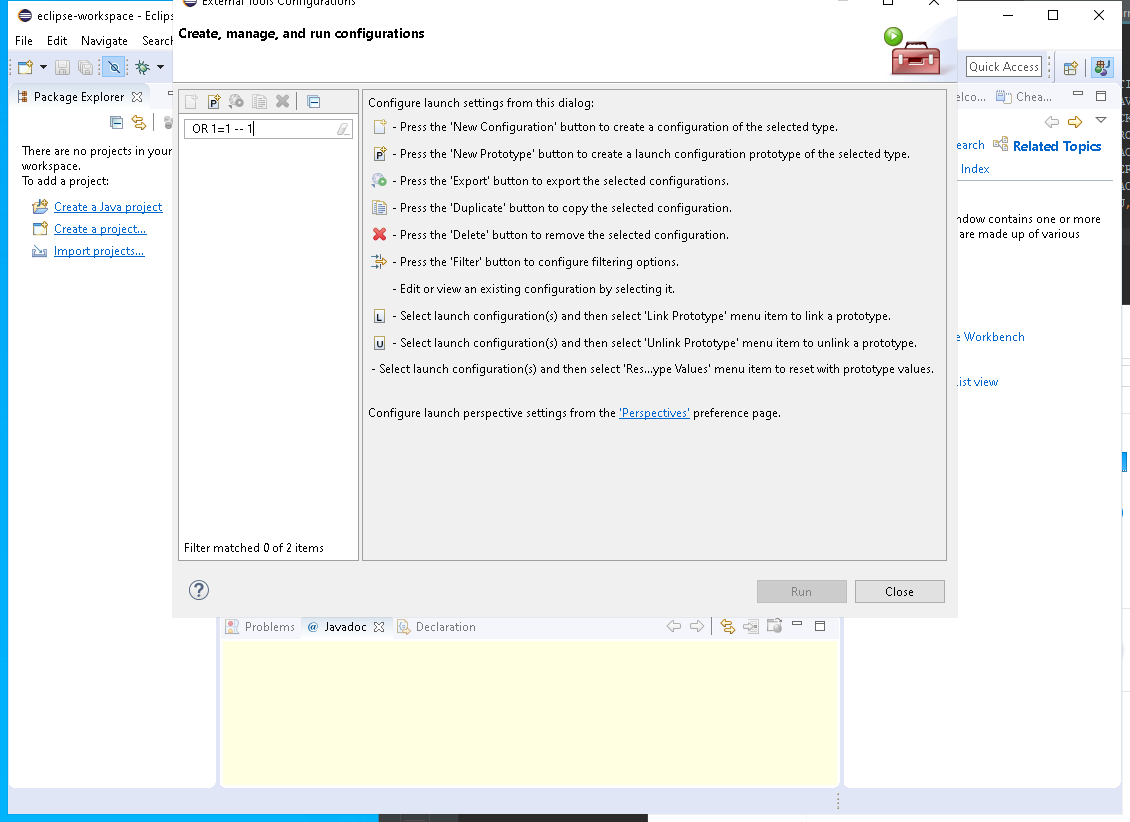 eclipse-workspace - Eclips
External Tools Configurations
File Edit Navigate Search
Create, manage, and run configurations
Quick Access
Package Explorer
There are no projects in your
workspace.
To add a project:
Create a Java project
Create a project...
Import projects...
OR 1=1 -- 1
Filter matched 0 of 2 items
Configure launch settings from this dialog:
- Press the 'New Configuration' button to create a configuration of the selected type.
- Press the 'New Prototype' button to create a launch configuration prototype of the selected type.
- Press the 'Export' button to export the selected configurations.
- Press the 'Duplicate' button to copy the selected configuration.
- Press the 'Delete' button to remove the selected configuration.
- Press the 'Filter' button to configure filtering options.
- Edit or view an existing configuration by selecting it.
L - Select launch configuration(s) and then select 'Link Prototype' menu item to link a prototype.
U - Select launch configuration(s) and then select 'Unlink Prototype' menu item to unlink a prototype.
- Select launch configuration(s) and then select 'Res...ype Values' menu item to reset with prototype values.
Configure launch perspective settings from the 'Perspectives' preference page.
Run Close
elco... Chea...
earch Related Topics
Index
ndow contains one or more
are made up of various
e Workbench
ist view
Problems @ Javadoc Declaration